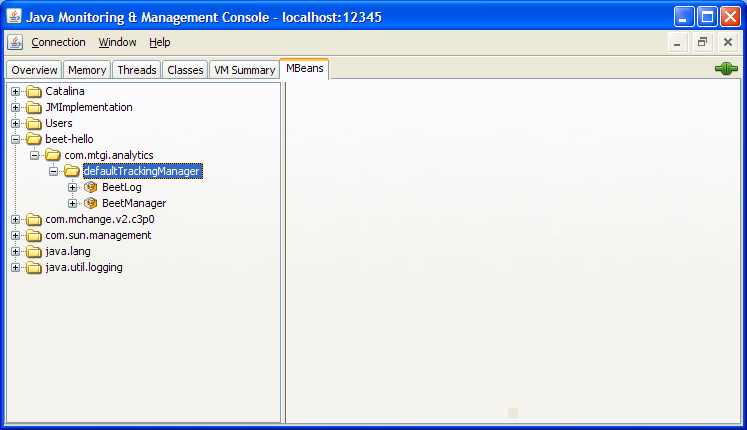 Java Monitoring & Management Console - localhost:12345
Connection Window Help
Overview Memory Threads Classes VM Summary MBeans
Catalina
JMImplementation
Users
beet-hello
com.mtgi.analytics
defaultTrackingManager
BeetLog
BeetManager
com.mchange.v2.c3p0
com.sun.management
java.lang
java.util.logging